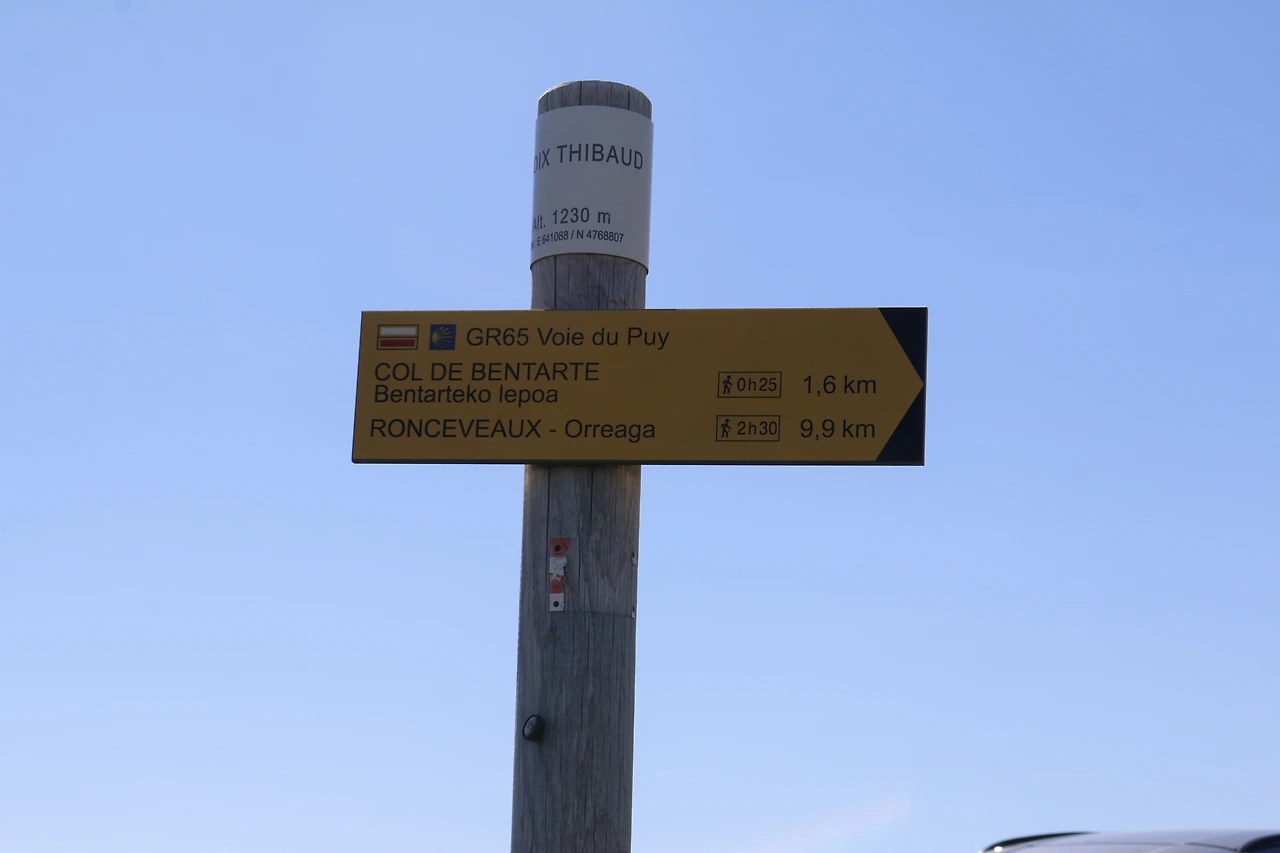 THIBAUD
Alt. 1230 m
E 641088 / N 4768807
GR65 Voie du Puy
COL DE BENTARTE
Bentarteko lepoa
0h25 1,6 km
RONCEVEAUX - Orreaga
2h30 9,9 km